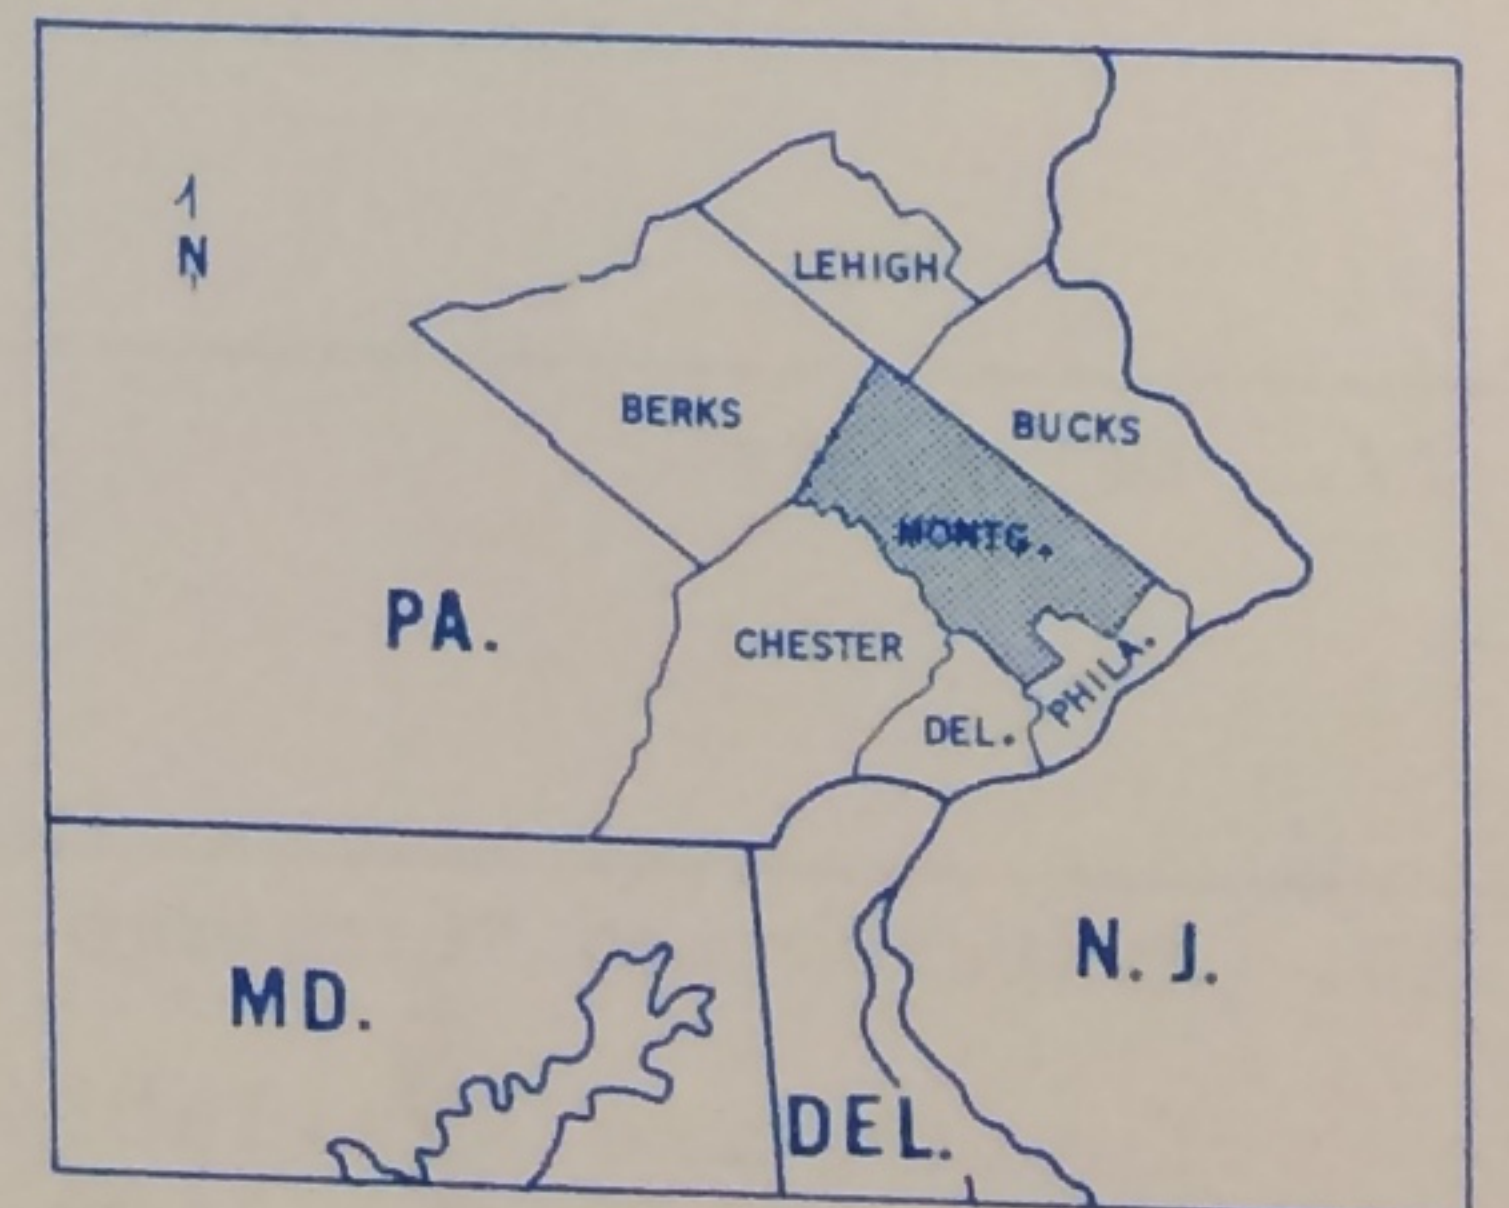 N
LEHIGH
BERKS
BUCKS
MONTG.
PA.
CHESTER
PHILA.
DEL.
MD.
N. J.
DEL.